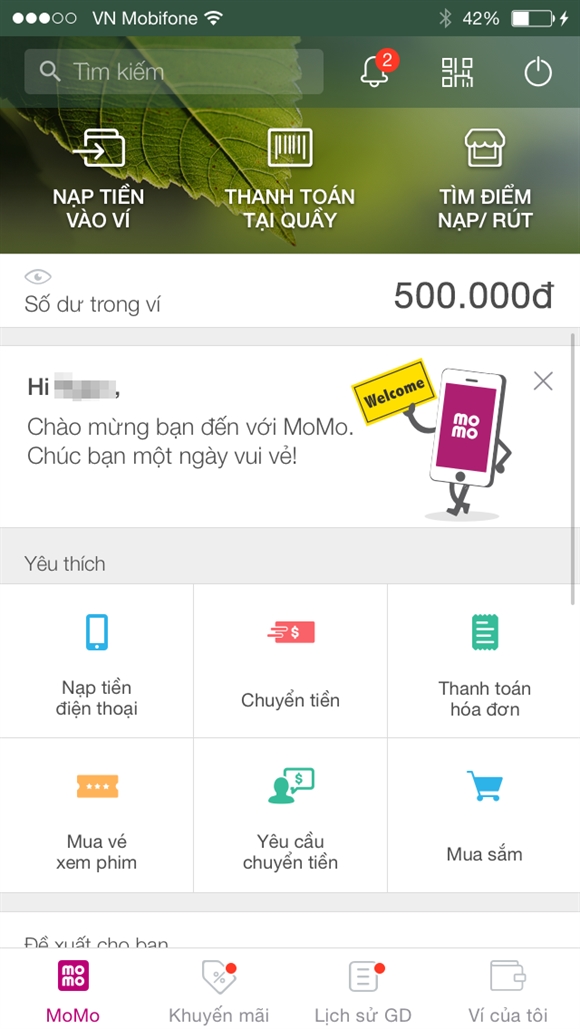 VN Mobifone
42%
Tìm kiếm
2
NẠP TIỀN
VÀO VÍ
THANH TOÁN
TẠI QUẦY
TÌM ĐIỂM
NẠP/ RÚT
Số dư trong ví
500.000đ
Hi
,
Chào mừng bạn đến với MoMo.
Chúc bạn một ngày vui vẻ!
Welcome
mo
mo
Yêu thích
Nạp tiền
điện thoại
Chuyển tiền
Thanh toán
hóa đơn
Mua vé
xem phim
Yêu cầu
chuyển tiền
Mua sắm
Đề xuất cho bạn
mo
mo
MoMo
Khuyến mãi
Lịch sử GD
Ví của tôi